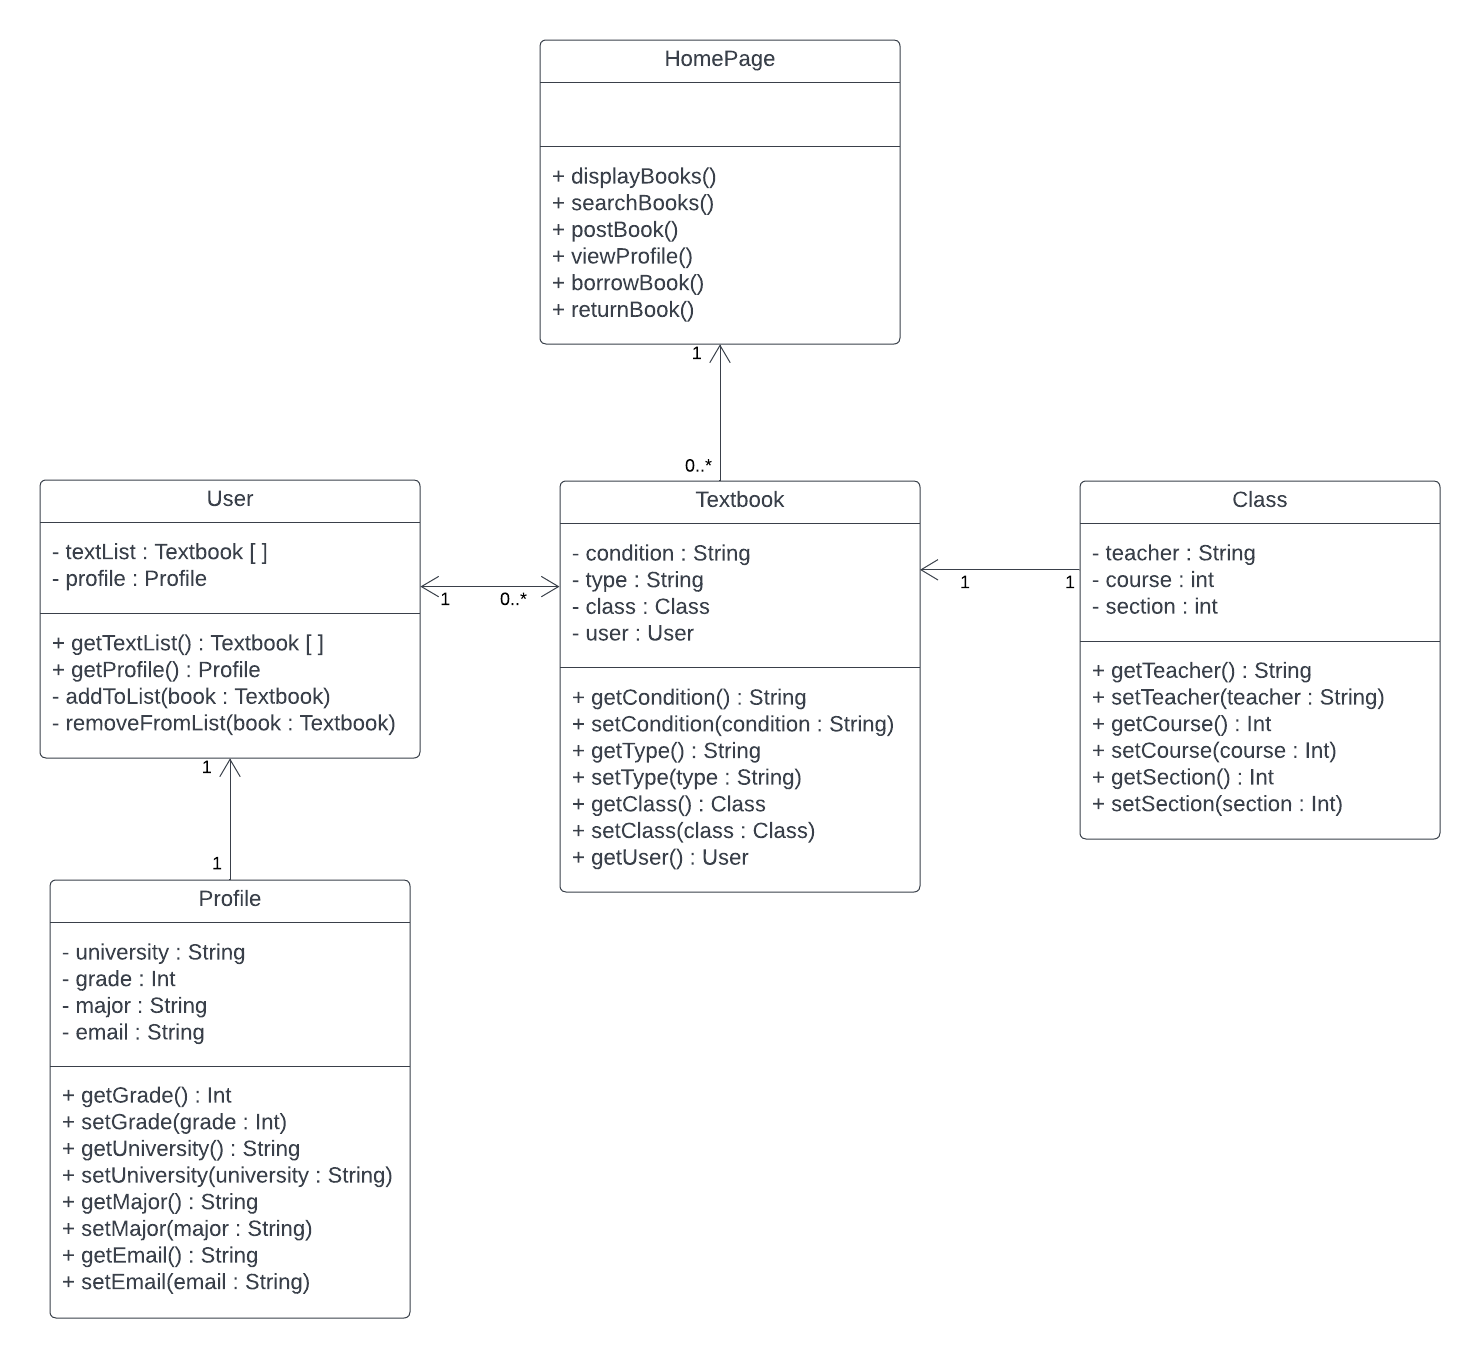 HomePage
+ displayBooks()
+ searchBooks()
+ postBook()
+ viewProfile()
+ borrowBook()
+ returnBook()
1
0..*
User
- textList : Textbook [ ]
- profile : Profile
+ getTextList() : Textbook [ ]
+ getProfile() : Profile
- addToList(book : Textbook)
- removeFromList(book : Textbook)
1
0..*
Textbook
- condition : String
- type : String
- class : Class
- user : User
+ getCondition() : String
+ setCondition(condition : String)
+ getType() : String
+ setType(type : String)
+ getClass() : Class
+ setClass(class : Class)
+ getUser() : User
1
1
Class
- teacher : String
- course : int
- section : int
+ getTeacher() : String
+ setTeacher(teacher : String)
+ getCourse() : Int
+ setCourse(course : Int)
+ getSection() : Int
+ setSection(section : Int)
1
1
Profile
- university : String
- grade : Int
- major : String
- email : String
+ getGrade() : Int
+ setGrade(grade : Int)
+ getUniversity() : String
+ setUniversity(university : String)
+ getMajor() : String
+ setMajor(major : String)
+ getEmail() : String
+ setEmail(email : String)